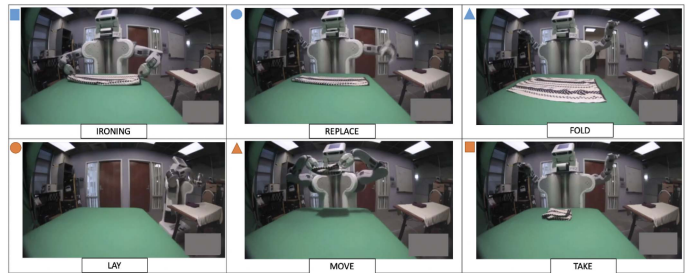 IRONING
REPLACE
FOLD
LAY
MOVE
TAKE